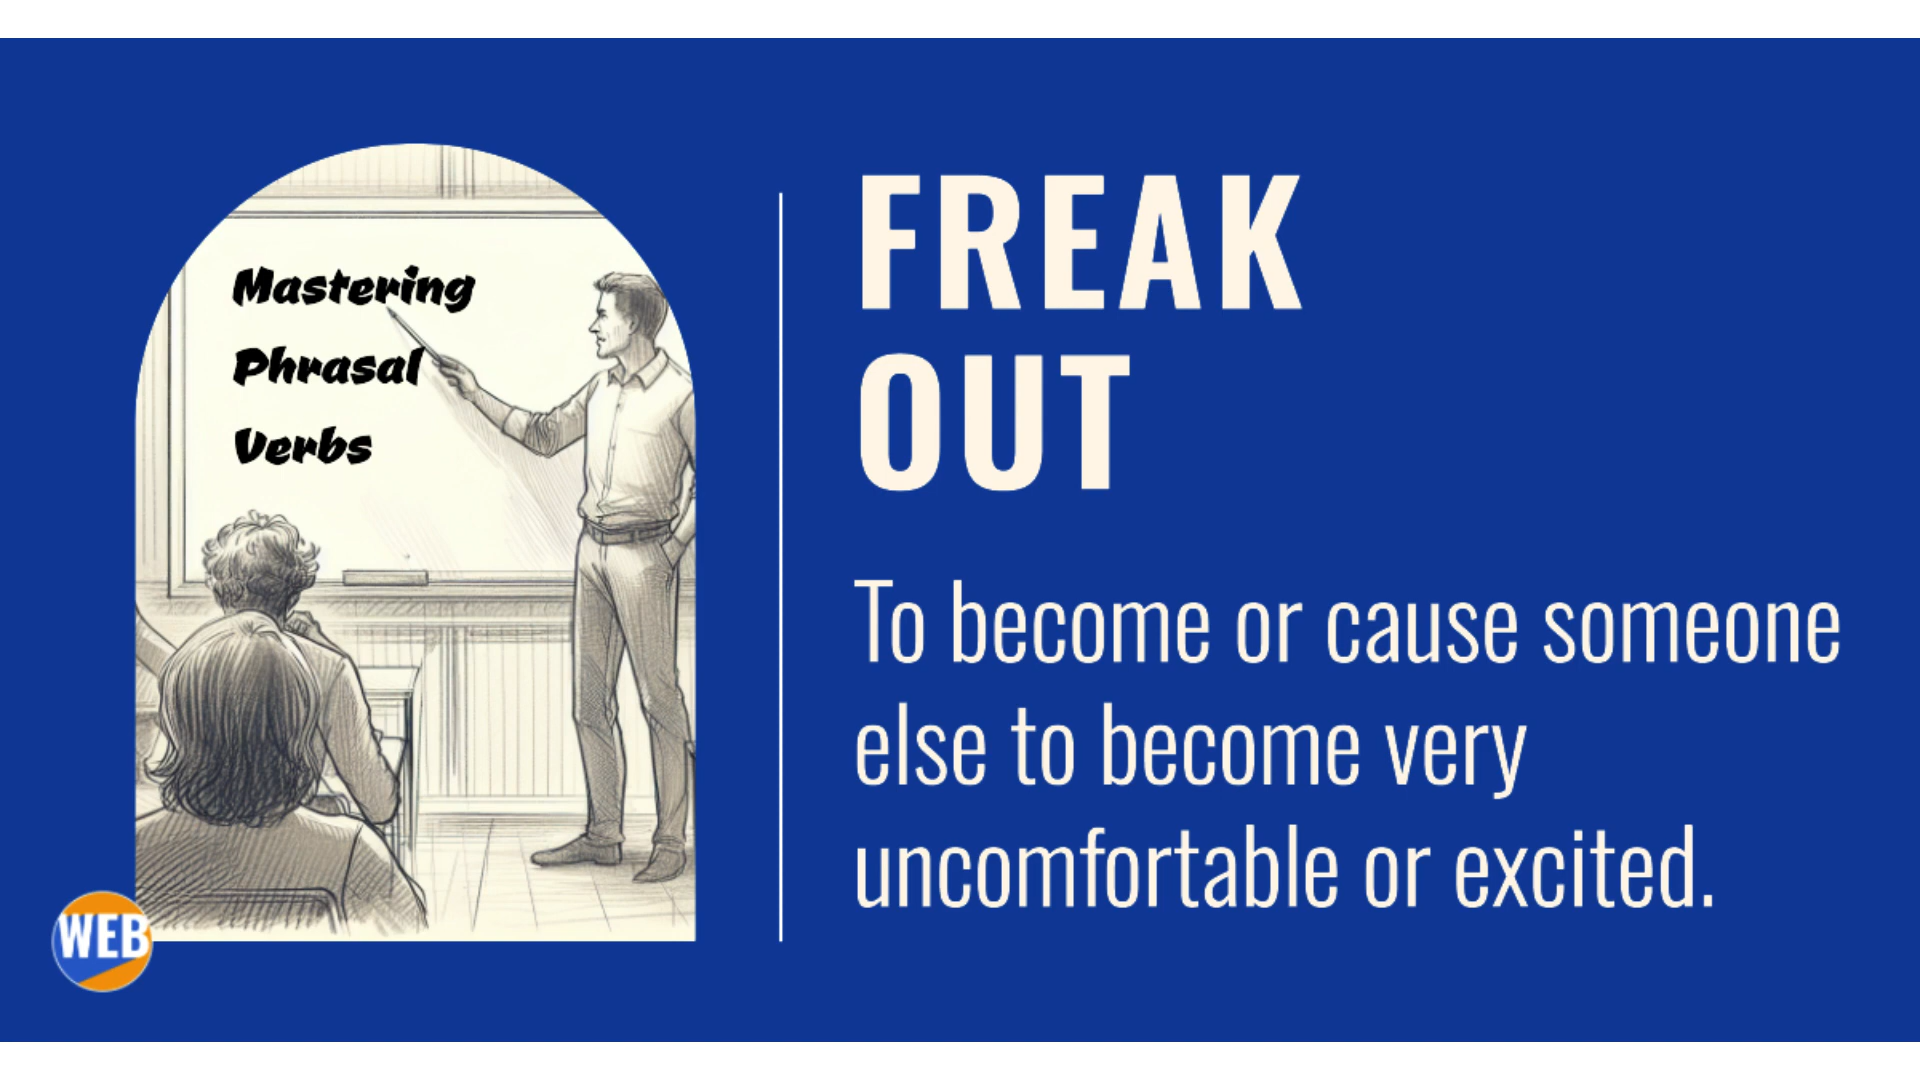 Mastering
Phrasal
Verbs
WEB
FREAK
OUT
To become or cause someone
else to become very
uncomfortable or excited.